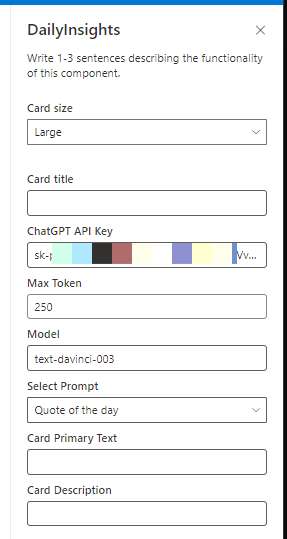 DailyInsights
Write 1-3 sentences describing the functionality
of this component.
Card size
Large
Card title
ChatGPT API Key
sk-
Vv...
Max Token
250
Model
text-davinci-003
Select Prompt
Quote of the day
Card Primary Text
Card Description